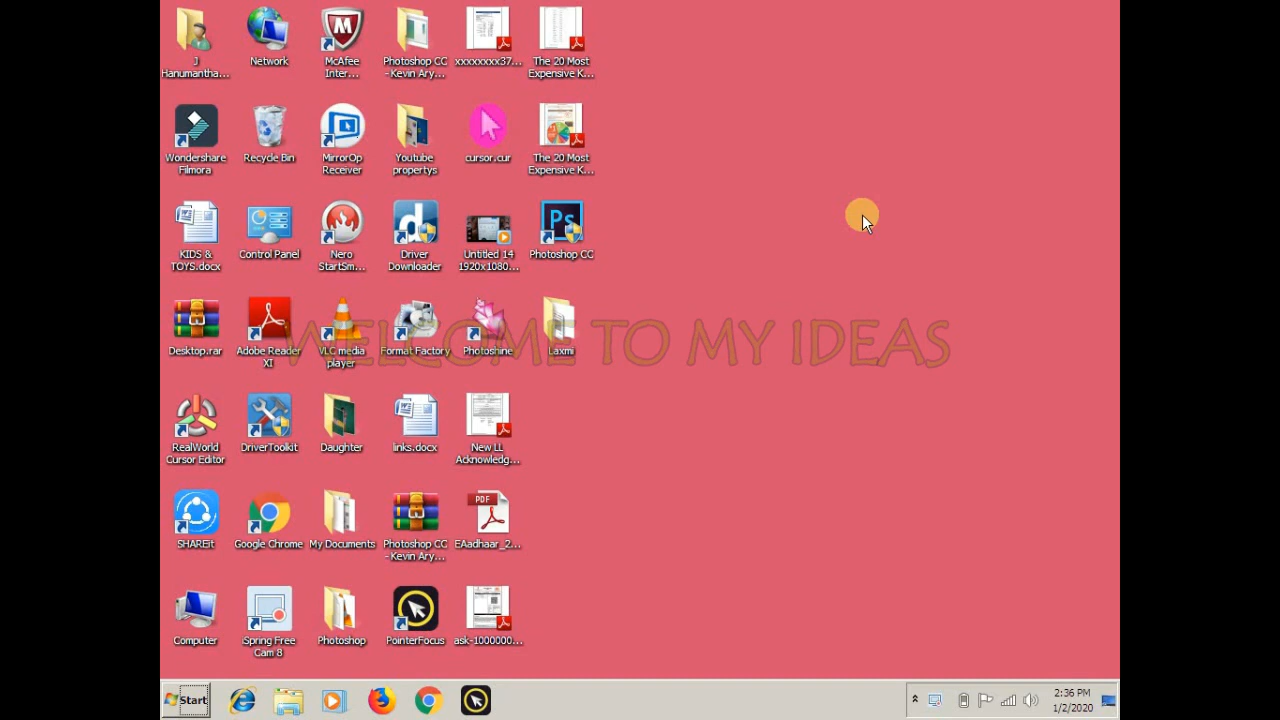 J
Hanumantha...
Network
McAfee
Inter...
Photoshop CC
-Kevin Ary...
xxxxxxxx37...
The 20 Most
Expensive K...
Wondershare
Filmora
Recycle Bin
MirrorOp
Receiver
Youtube
propertys
cursor.cur
The 20 Most
Expensive K...
KIDS &
TOYS.docx
Control Panel
Nero
StartSm...
Driver
Downloader
Untitled 14
1920x1080...
Ps
Photoshop CC
Desktop.rar
Adobe Reader
XI
VLC media
player
Format Factory
Photoshine
Laxmi
WELCOME TO MY IDEAS
RealWorld
Cursor Editor
DriverToolkit
Daughter
links.docx
New LL
Acknowledg...
SHAREit
Google Chrome
My Documents
Photoshop CC
-Kevin Ary...
PDF
EAadhaar_2...
Computer
iSpring Free
Cam 8
Photoshop
PointerFocus
ask-1000000...
Start
2:36 PM
1/2/2020